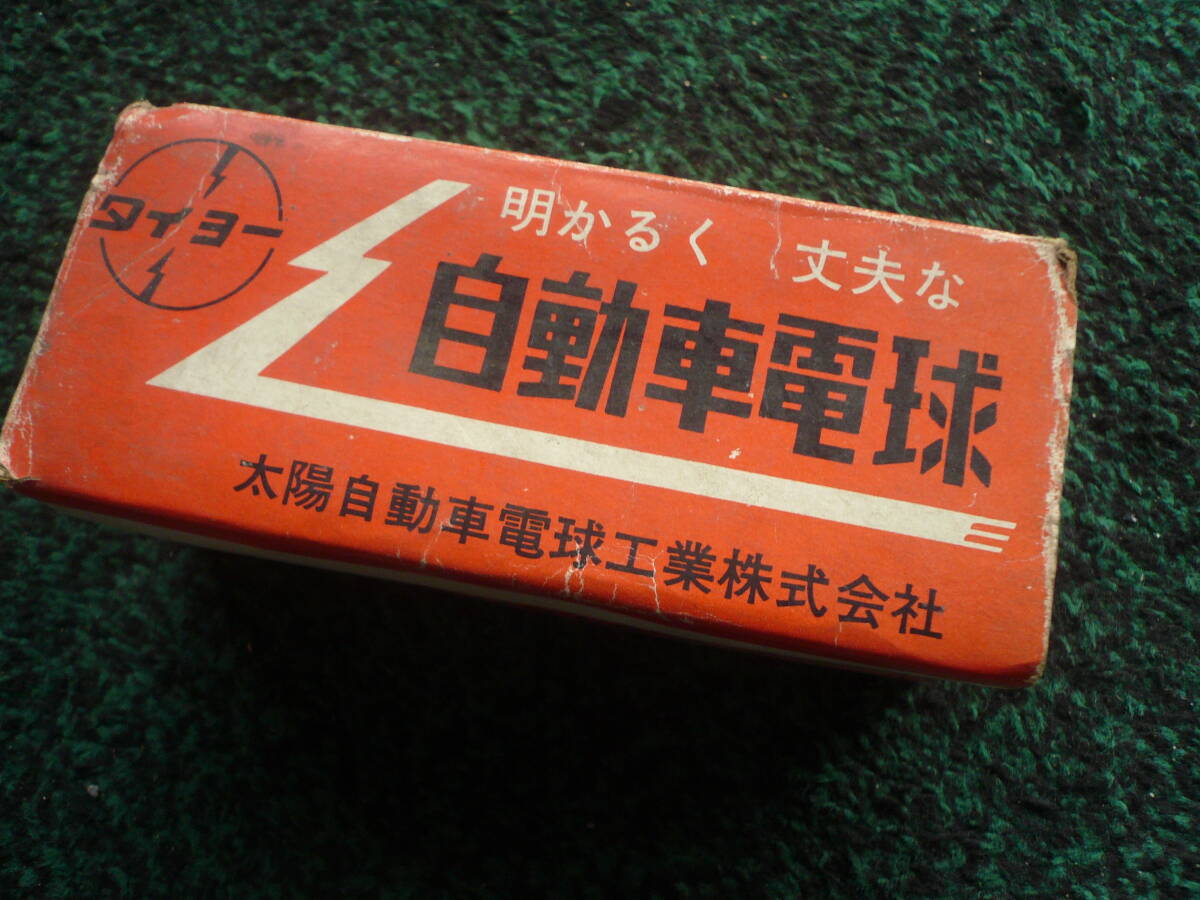 タイヨー
明かるく 丈夫な
自動車電球
太陽自動車電球工業株式会社